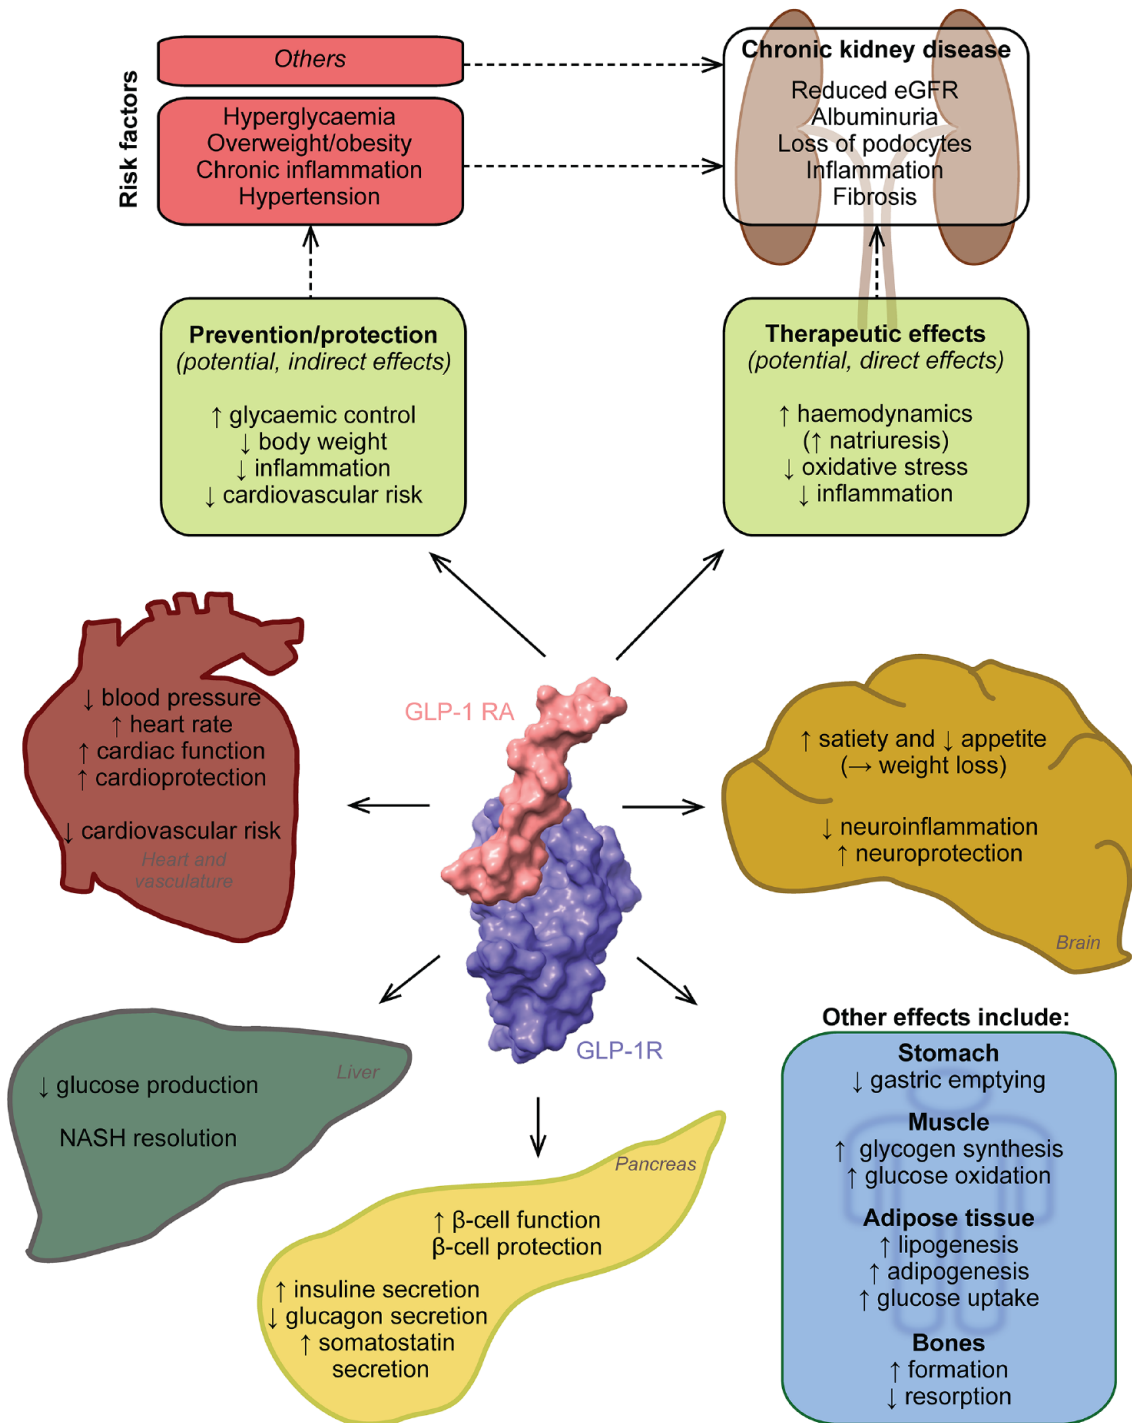 Risk factors
Others
Hyperglycaemia
Overweight/obesity
Chronic inflammation
Hypertension
Chronic kidney disease
Reduced eGFR
Albuminuria
Loss of podocytes
Inflammation
Fibrosis
Prevention/protection
(potential, indirect effects)
↑ glycaemic control
↓ body weight
↓ inflammation
↓ cardiovascular risk
Therapeutic effects
(potential, direct effects)
↑ haemodynamics
(↑ natriuresis)
↓ oxidative stress
↓ inflammation
↓ blood pressure
↑ heart rate
↑ cardiac function
↑ cardioprotection
↓ cardiovascular risk
Heart and
vasculature
GLP-1 RA
GLP-1R
↑ satiety and ↓ appetite
(→ weight loss)
↓ neuroinflammation
↑ neuroprotection
Brain
Liver
↓ glucose production
NASH resolution
Pancreas
↑ β-cell function
β-cell protection
↑ insuline secretion
↓ glucagon secretion
↑ somatostatin
secretion
Other effects include:
Stomach
↓ gastric emptying
Muscle
↑ glycogen synthesis
↑ glucose oxidation
Adipose tissue
↑ lipogenesis
↑ adipogenesis
↑ glucose uptake
Bones
↑ formation
↓ resorption